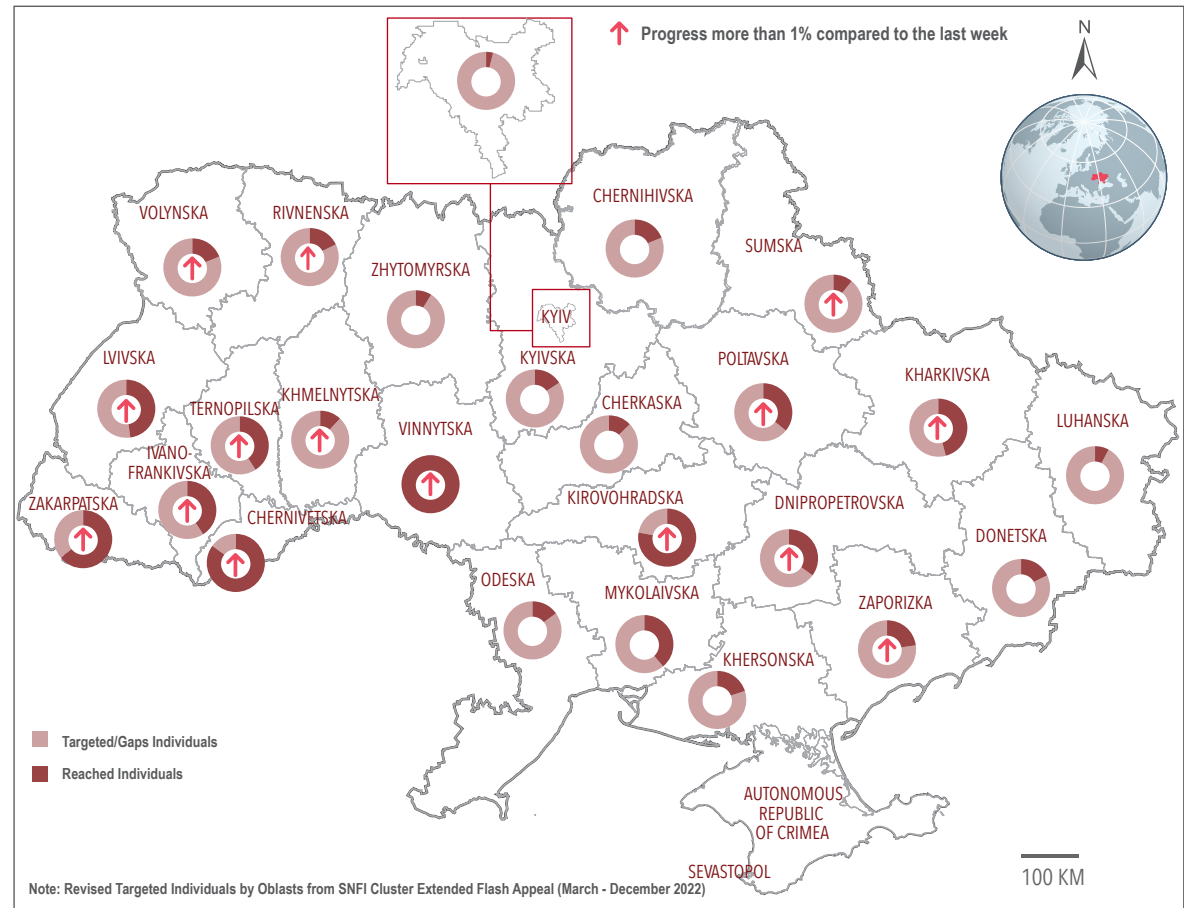 Progress more than 1% compared to the last week
N
CHERNIHIVSKA
VOLYNSKA
RIVNENSKA
SUMSKA
ZHYTOMYRSKA
KYIV
LVIVSKA
KYIVSKA
POLTAVSKA
KHARKIVSKA
TERNOPILSKA
KHMELNYTSKA
CHERKASKA
VINNYTSKA
LUHANSKA
IVANO-
FRANKIVSKA
ZAKARPATSKA
CHERNIVETSKA
KIROVOHRADSKA
DNIPROPETROVSKA
DONETSKA
ODESKA
MYKOLAIVSKA
ZAPORIZKA
KHERSONSKA
Targeted/Gaps Individuals
Reached Individuals
AUTONOMOUS
REPUBLIC
OF CRIMEA
SEVASTOPOL
100 KM
Note: Revised Targeted Individuals by Oblasts from SNFI Cluster Extended Flash Appeal (March - December 2022)